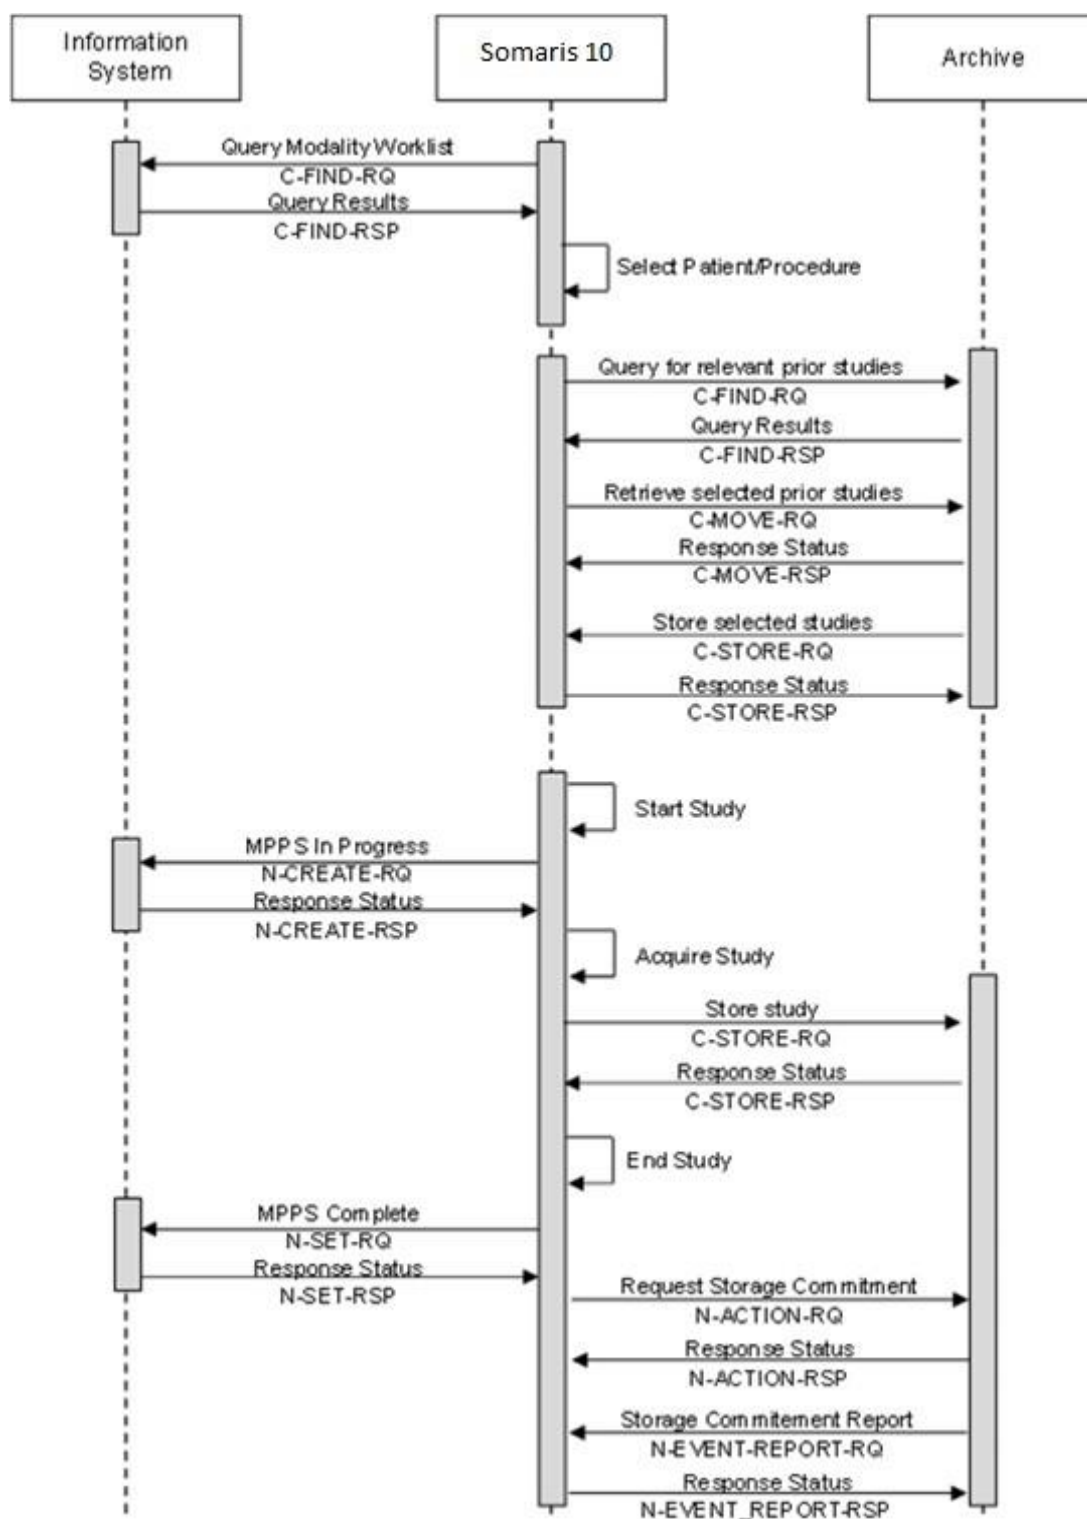 Information
System
Somaris 10
Archive
Query Modality Worklist
C-FIND-RQ
Query Results
C-FIND-RSP
Select Patient/Procedure
Query for relevant prior studies
C-FIND-RQ
Query Results
C-FIND-RSP
Retrieve selected prior studies
C-MOVE-RQ
Response Status
C-MOVE-RSP
Store selected studies
C-STORE-RQ
Response Status
C-STORE-RSP
Start Study
MPPS In Progress
N-CREATE-RQ
Response Status
N-CREATE-RSP
Acquire Study
Store study
C-STORE-RQ
Response Status
C-STORE-RSP
End Study
MPPS Complete
N-SET-RQ
Response Status
N-SET-RSP
Request Storage Commitment
N-ACTION-RQ
Response Status
N-ACTION-RSP
Storage Commitement Report
N-EVENT-REPORT-RQ
Response Status
N-EVENT_REPORT-RSP